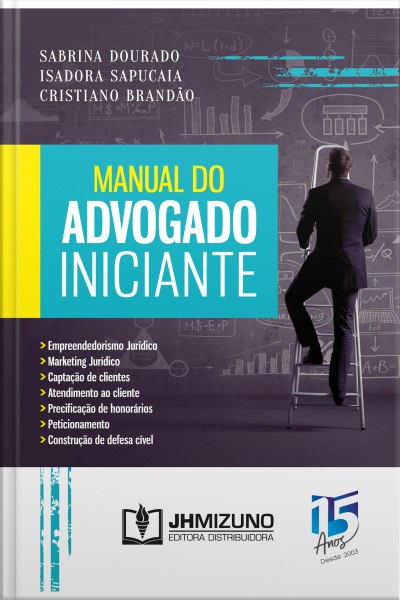 SABRINA DOURADO
ISADORA SAPUCAIA
CRISTIANO BRANDÃO
MANUAL DO
ADVOGADO
INICIANTE
> Empreendedorismo Jurídico
> Marketing Jurídico
> Captação de clientes
> Atendimento ao cliente
> Precificação de honorários
> Peticionamento
> Construção de defesa cível
JHMIZUNO
EDITORA DISTRIBUIDORA
15
Anos
Desde 2003